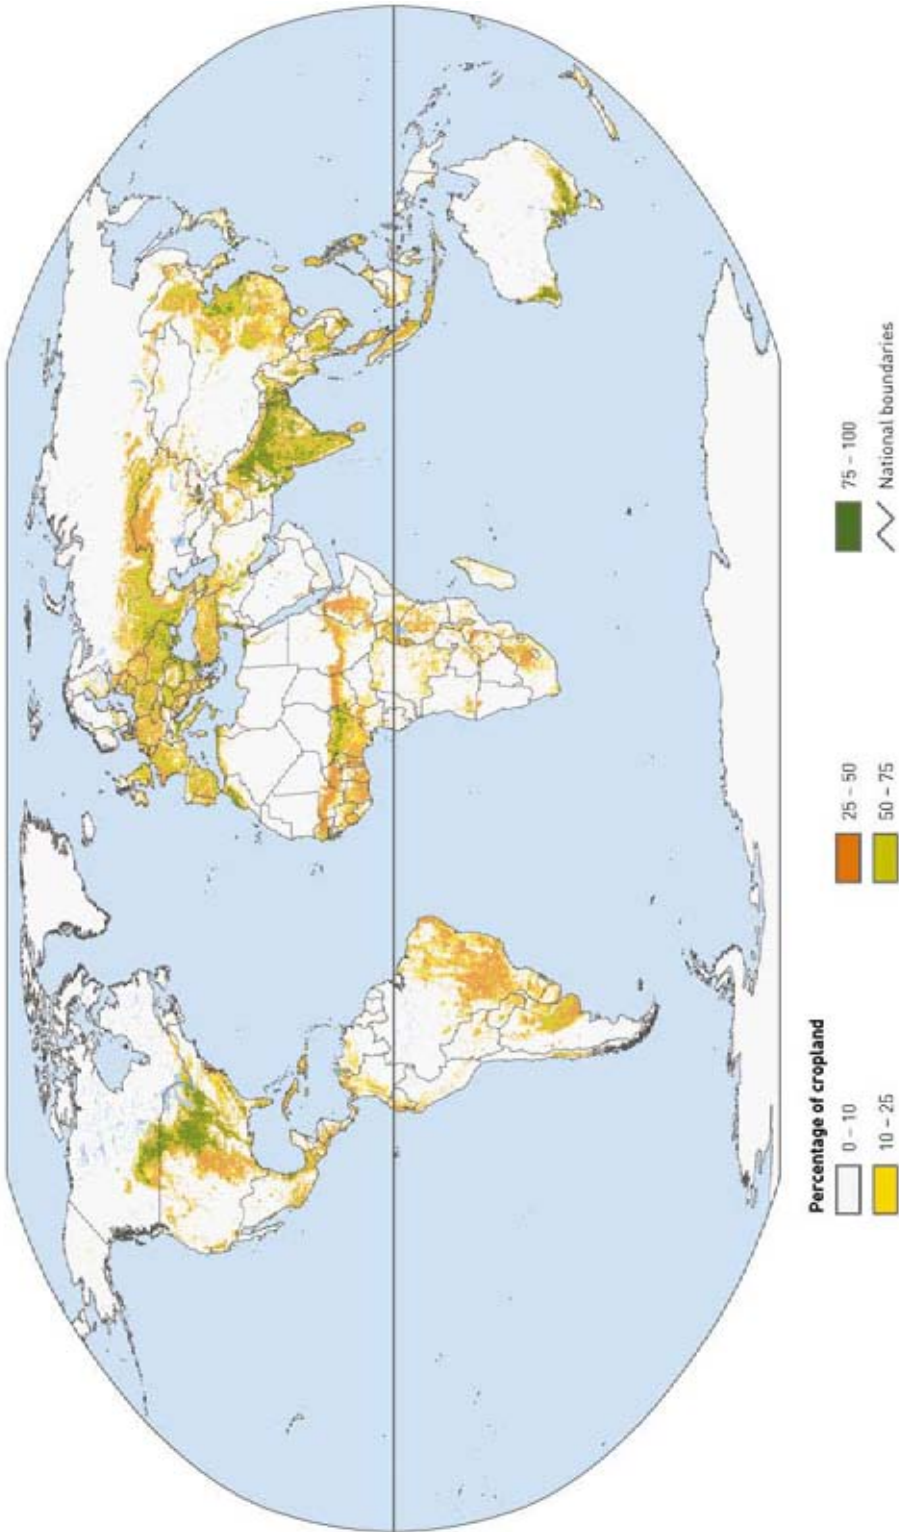 Percentage of cropland
0 – 10
10 – 25
25 – 50
50 – 75
75 – 100
National boundaries